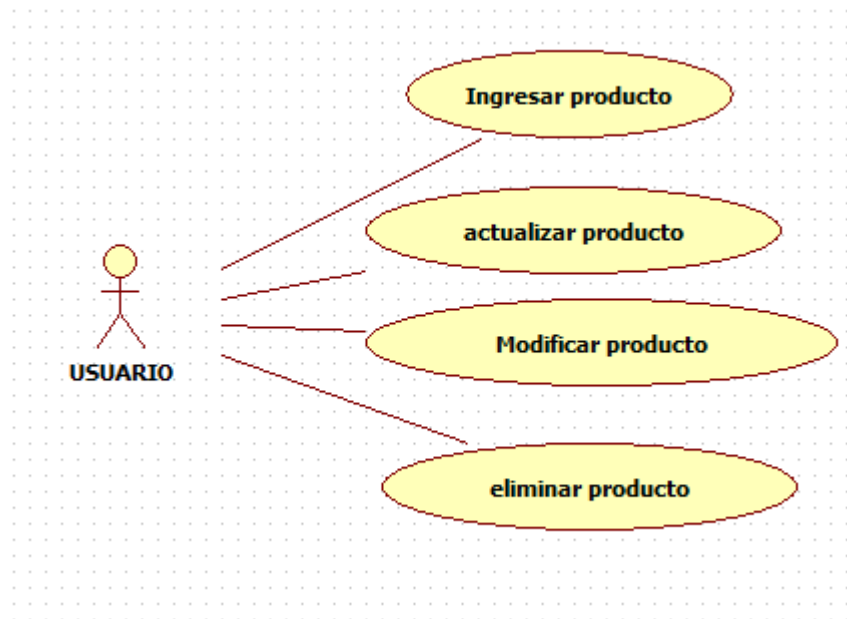 Ingresar producto
actualizar producto
Modificar producto
USUARIO
eliminar producto